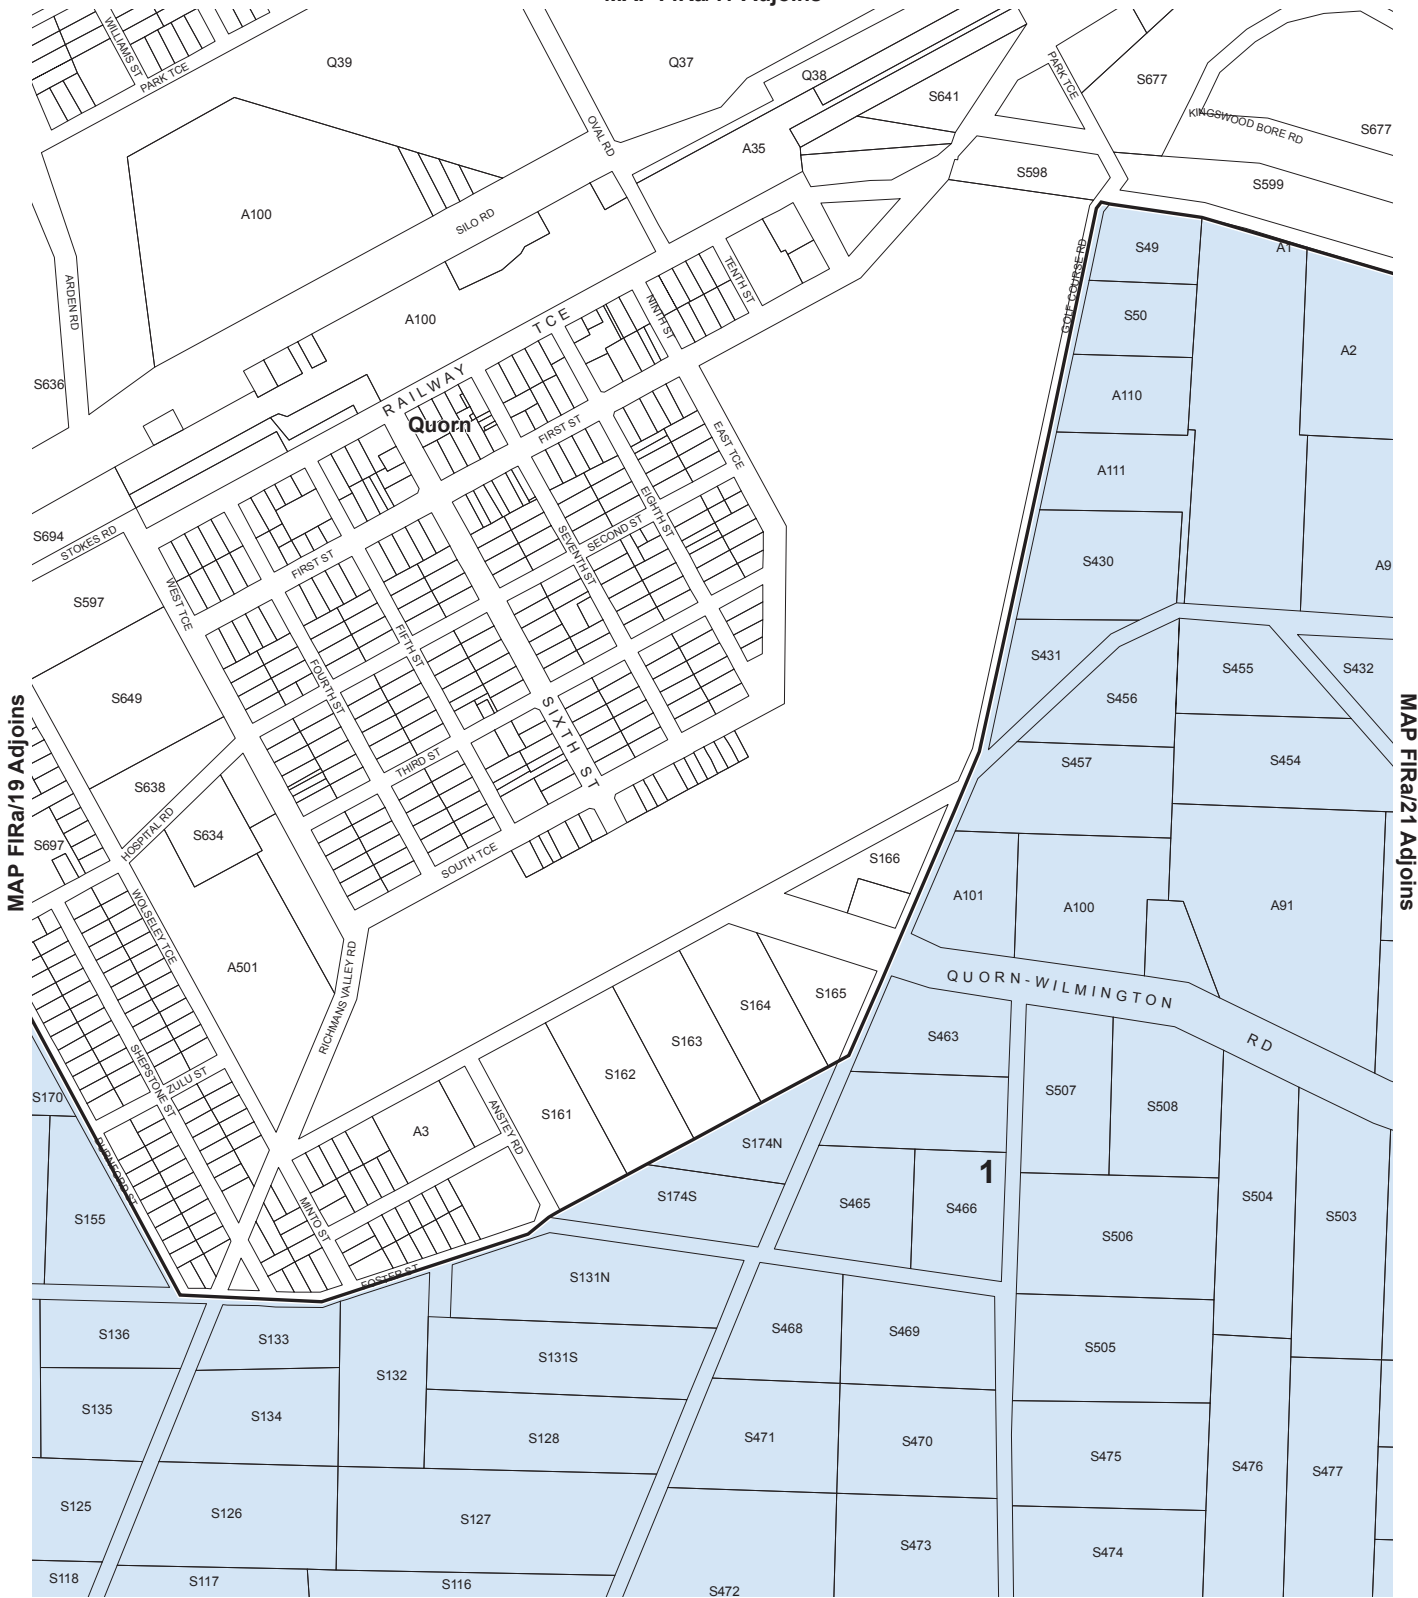 WILLIAMS ST
PARK TCE
Q39
Q37
Q38
S641
PARK TCE
S677
KINGSWOOD BORE RD
S677
OVAL RD
A35
S598
S599
A100
SILO RD
ARDEN RD
A100
TENTH ST
NINTH ST
GOLF COURSE RD
S49
A1
S50
A2
S636
RAILWAY TCE
Quorn
FIRST ST
EAST TCE
A110
A111
S694
STOKES RD
EIGHTH ST
SECOND ST
SEVENTH ST
S430
A9
FIRST ST
WEST TCE
S597
FIFTH ST
FOURTH ST
S431
S455
S432
S649
SIXTH ST
S456
MAP FIRa/19 Adjoins
MAP FIRa/21 Adjoins
THIRD ST
S457
S454
S638
HOSPITAL RD
S634
S697
SOUTH TCE
S166
WOLSELEY TCE
A101
A100
A91
A501
RICHMANS VALLEY RD
S165
S164
QUORN-WILMINGTON RD
S163
S463
S162
SHEPSTONE ST
ZULU ST
S170
S507
S508
ANSTEY RD
S161
A3
S174N
1
DURNFORD ST
S174S
S465
S466
S504
S503
S155
MINTO ST
S506
FOSTER ST
S131N
S136
S133
S468
S469
S131S
S132
S505
S135
S134
S128
S471
S470
S475
S476
S477
S125
S126
S127
S473
S474
S118
S117
S116
S472